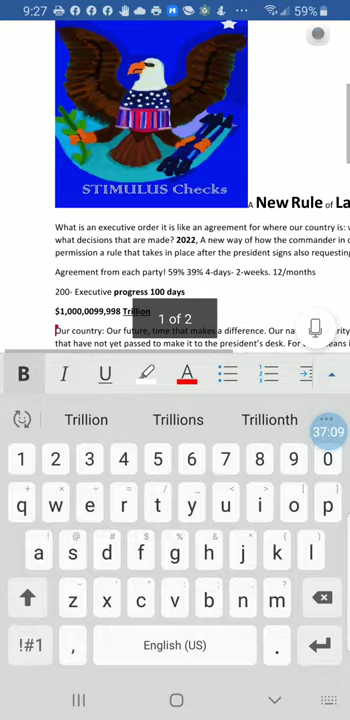 9:27 59%
STIMULUS Checks
A New Rule of La
What is an executive order it is like an agreement for where our country is:
what decisions that are made? 2022, A new way of how the commander in
permission a rule that takes in place after the president signs also requesting
Agreement from each party! 59% 39% 4-days- 2-weeks. 12/months
200- Executive progress 100 days
$1,000,0099,998 Trillion
1 of 2
Our country: Our future, time that makes a difference. Our
that have not yet passed to make it to the president's desk. For
B I U A
Trillion Trillions Trillionth
37:09
1 2 3 4 5 6 7 8 9 0
+ × ÷ = / _ < > [ ]
q w e r t y u i o p
! @ # $ % & * ( )
a s d f g h j k l
- ' " : ; , ?
z x c v b n m
!#1 , English (US) .